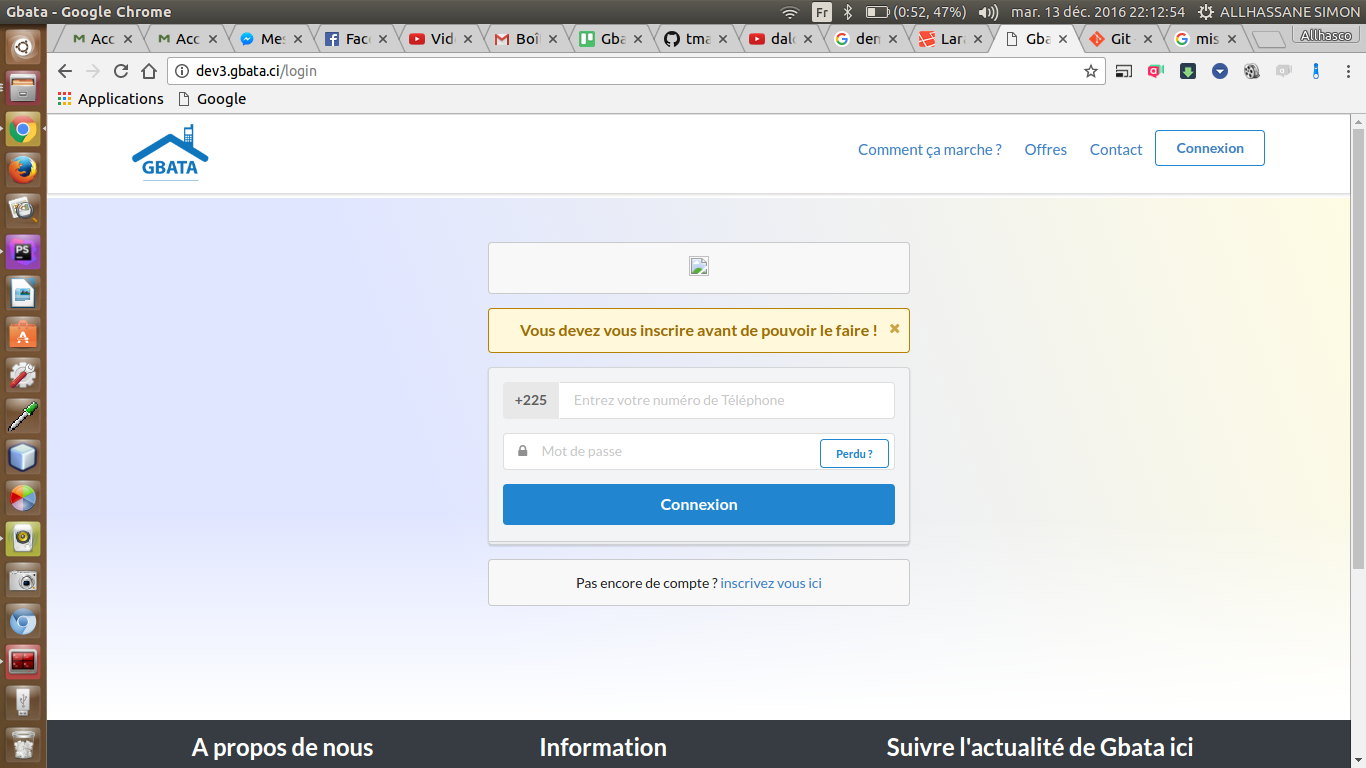 Gbata - Google Chrome
Fr
(0:52, 47%)
mar. 13 déc. 2016 22:12:54
ALLHASSANE SIMON
Acc
Acc
Mes
Fac
Vid
Boî
Gba
tma
dalo
den
Lar
Gba
Git
mis
Allhasco
dev3.gbata.ci/login
Applications
Google
GBATA
Comment ça marche ?
Offres
Contact
Connexion
Vous devez vous inscrire avant de pouvoir le faire !
+225
Entrez votre numéro de Téléphone
Mot de passe
Perdu ?
Connexion
Pas encore de compte ? inscrivez vous ici
A propos de nous
Information
Suivre l'actualité de Gbata ici
PS